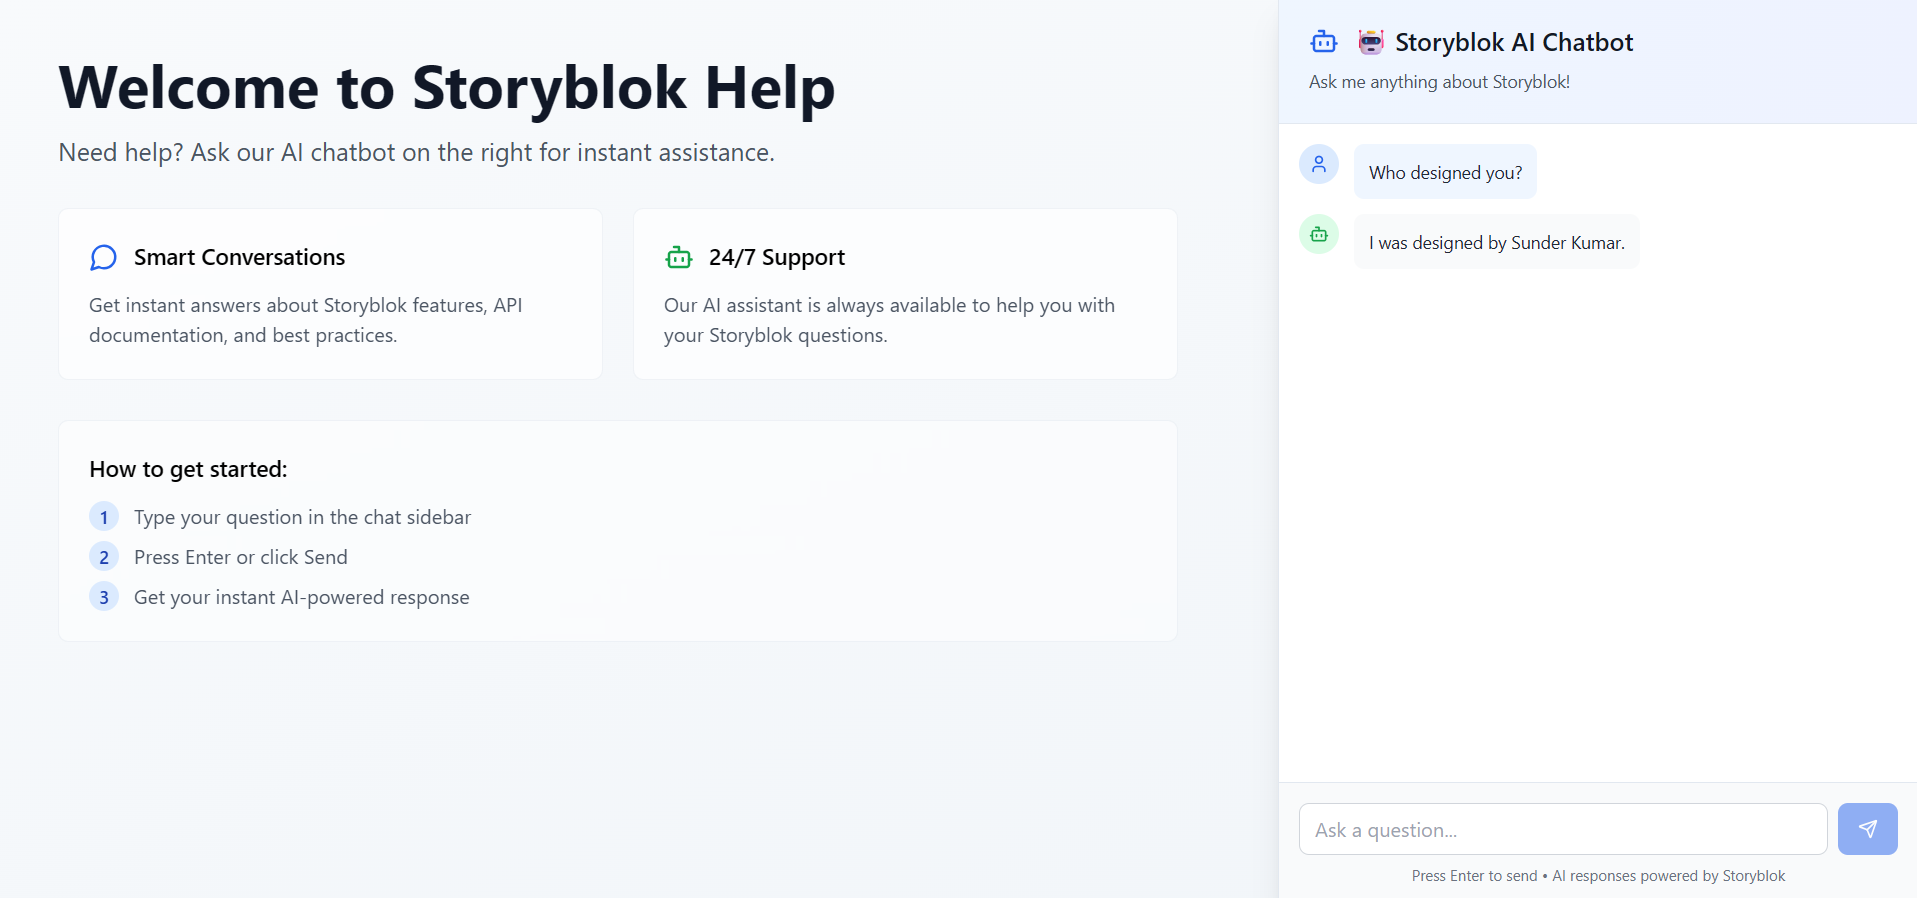 Welcome to Storyblok Help
Need help? Ask our AI chatbot on the right for instant assistance.
Smart Conversations
Get instant answers about Storyblok features, API
documentation, and best practices.
24/7 Support
Our AI assistant is always available to help you with
your Storyblok questions.
How to get started:
1 Type your question in the chat sidebar
2 Press Enter or click Send
3 Get your instant AI-powered response
Storyblok AI Chatbot
Ask me anything about Storyblok!
Who designed you?
I was designed by Sunder Kumar.
Ask a question...
Press Enter to send • AI responses powered by Storyblok